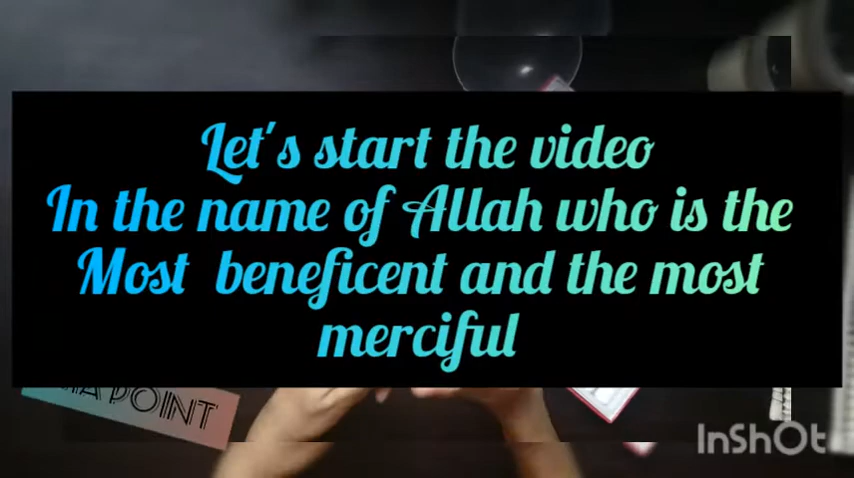 Let's start the video
In the name of Allah who is the
Most beneficent and the most
merciful
POINT
InShOt